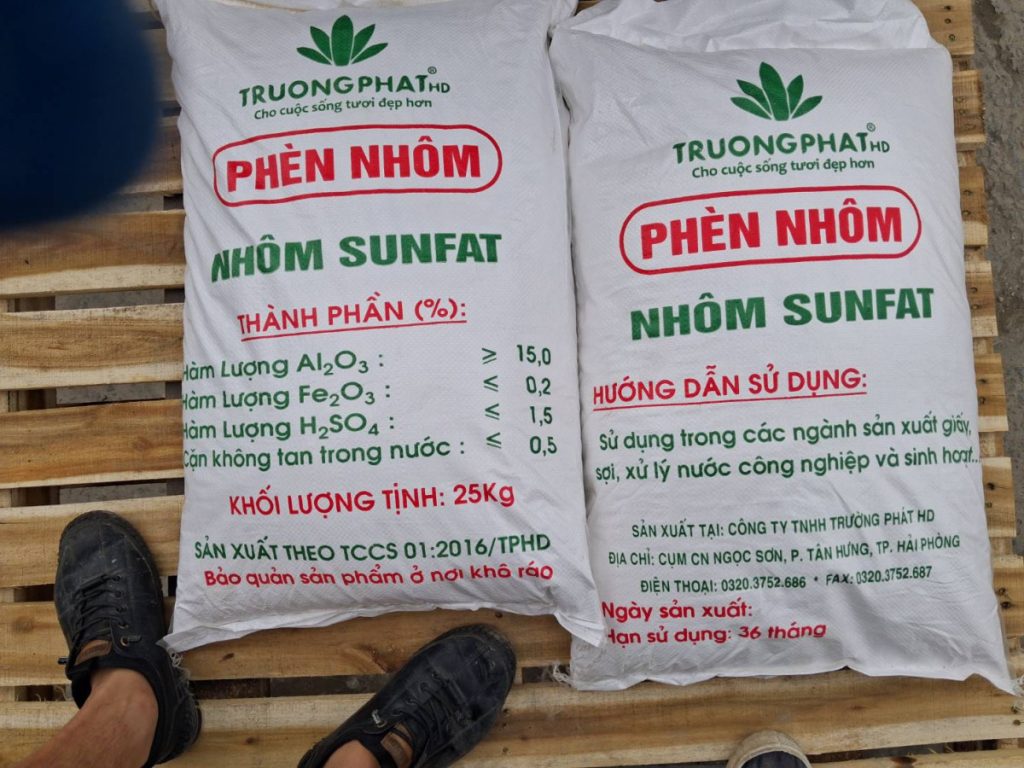 TRUONGPHAT® HD
Cho cuộc sống tươi đẹp hơn
PHÈN NHÔM
NHÔM SUNFAT
THÀNH PHẦN (%):
Hàm Lượng Al₂O₃ : ≥ 15,0
Hàm Lượng Fe₂O₃ : ≤ 0,2
Hàm Lượng H₂SO₄ : ≤ 1,5
Cặn không tan trong nước : ≤ 0,5
KHỐI LƯỢNG TỊNH: 25Kg
SẢN XUẤT THEO TCCS 01:2016/TPHD
Bảo quản sản phẩm ở nơi khô ráo
TRUONGPHAT® HD
Cho cuộc sống tươi đẹp hơn
PHÈN NHÔM
NHÔM SUNFAT
HƯỚNG DẪN SỬ DỤNG:
Sử dụng trong các ngành sản xuất giấy,
sợi, xử lý nước công nghiệp và sinh hoạt...
SẢN XUẤT TẠI: CÔNG TY TNHH TRƯỜNG PHÁT HD
ĐỊA CHỈ: CỤM CN NGỌC SƠN, P. TÂN HƯNG, TP. HẢI PHÒNG
ĐIỆN THOẠI: 0320.3752.686 * FAX: 0320.3752.687
Ngày sản xuất:
Hạn sử dụng: 36 tháng